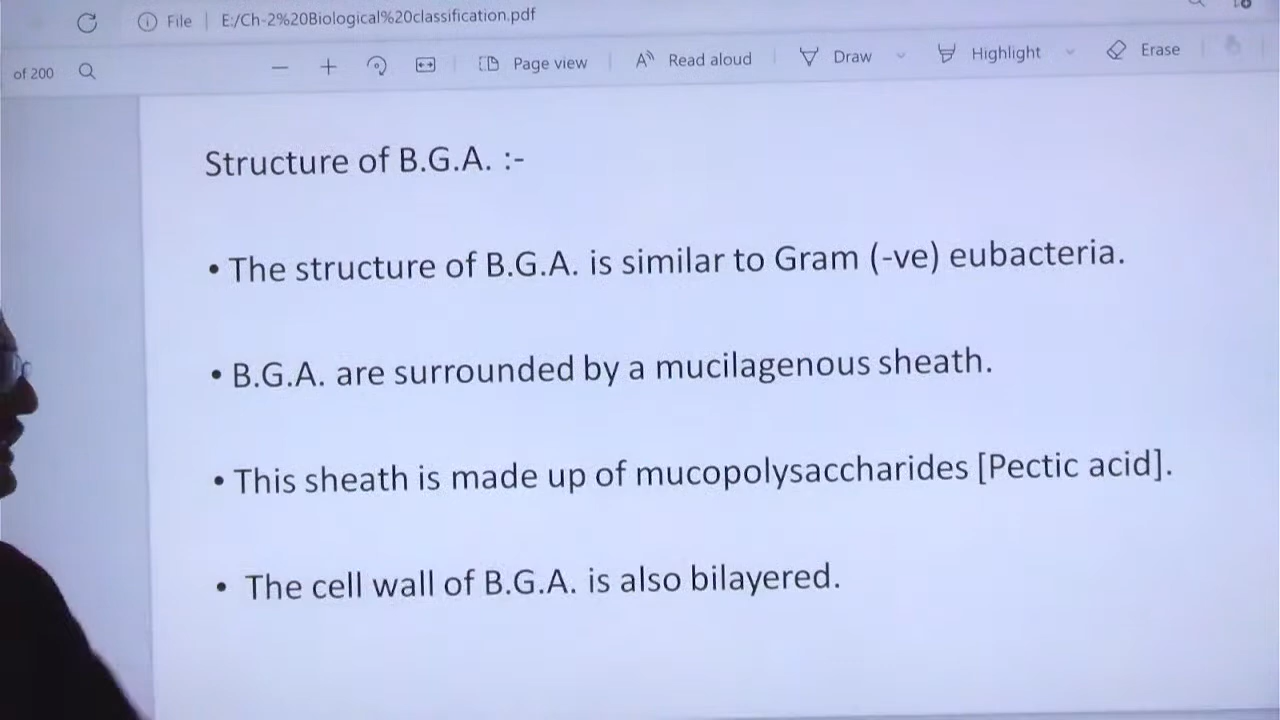 File | E:/Ch-2%20Biological%20classification.pdf
of 200 Page view Read aloud Draw Highlight Erase
Structure of B.G.A. :-
• The structure of B.G.A. is similar to Gram (-ve) eubacteria.
• B.G.A. are surrounded by a mucilagenous sheath.
• This sheath is made up of mucopolysaccharides [Pectic acid].
• The cell wall of B.G.A. is also bilayered.